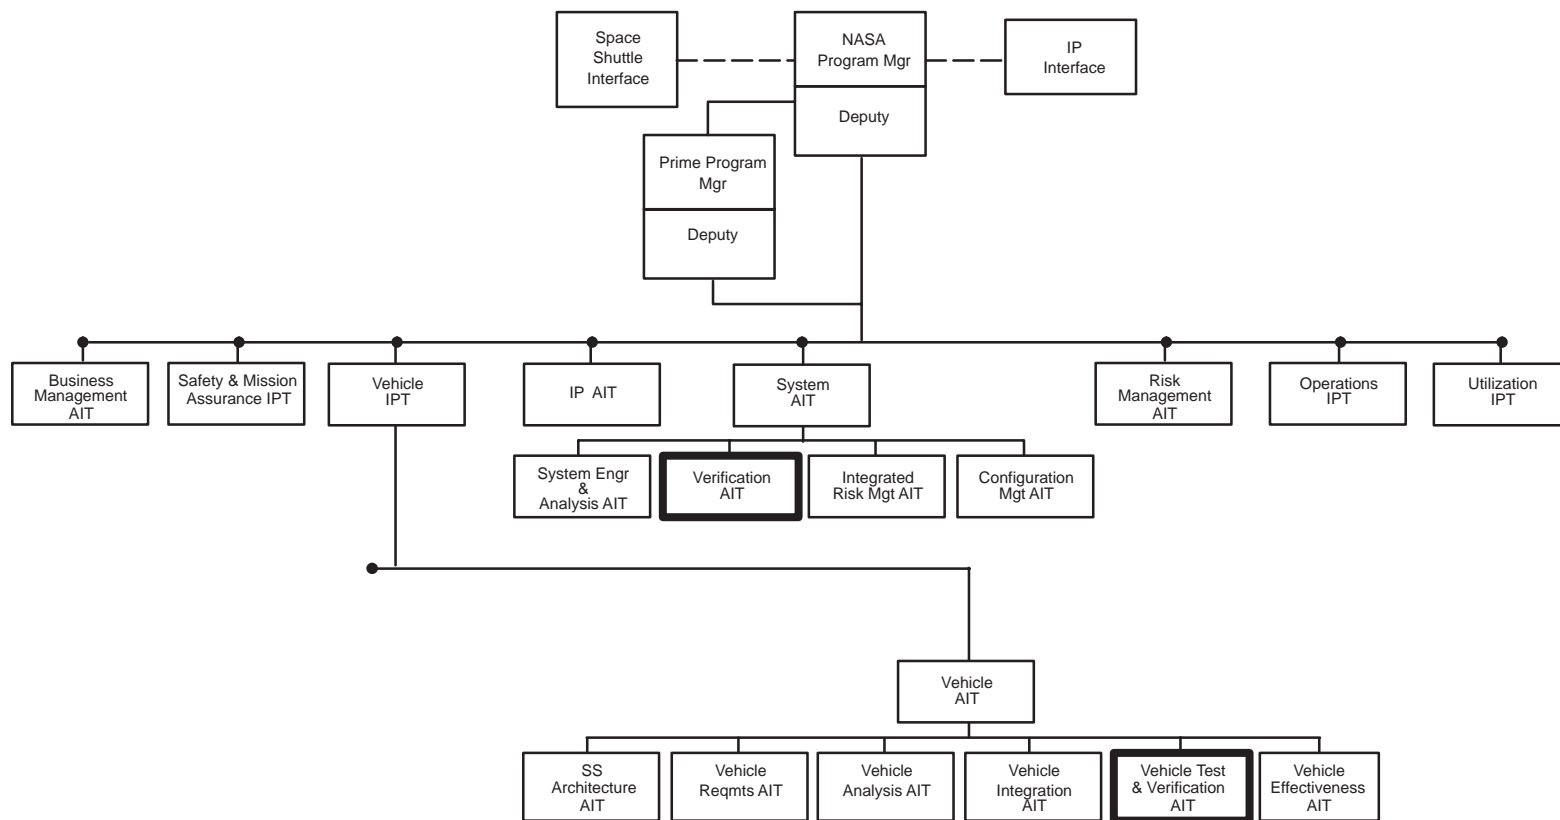 Space
Shuttle
Interface
NASA
Program Mgr
Deputy
IP
Interface
Prime Program
Mgr
Deputy
Business
Management
AIT
Safety & Mission
Assurance IPT
Vehicle
IPT
IP AIT
System
AIT
Risk
Management
AIT
Operations
IPT
Utilization
IPT
System Engr
&
Analysis AIT
Verification
AIT
Integrated
Risk Mgt AIT
Configuration
Mgt AIT
Vehicle
AIT
SS
Architecture
AIT
Vehicle
Reqmts AIT
Vehicle
Analysis AIT
Vehicle
Integration
AIT
Vehicle Test
& Verification
AIT
Vehicle
Effectiveness
AIT